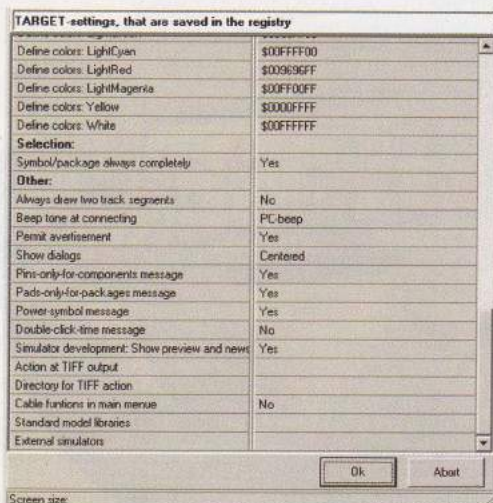 TARGET-settings, that are saved in the registry
Define colors: LightCyan $00FFFF00
Define colors: LightRed $009696FF
Define colors: LightMagenta $00FF00FF
Define colors: Yellow $0000FFFF
Define colors: White $00FFFFFF
Selection:
Symbol/package always completely Yes
Other:
Always drew two track segments No
Beep tone at connecting PC-beep
Permit avertisement Yes
Show dialogs Centered
Pins-only-for-components message Yes
Pads-only-for-packages message Yes
Power-symbol message Yes
Double-click-time message No
Simulator development: Show preview and news Yes
Action at TIFF output
Directory for TIFF action
Cable funtions in main menue No
Standard model libraries
External simulators
Ok Abort
Screen size: